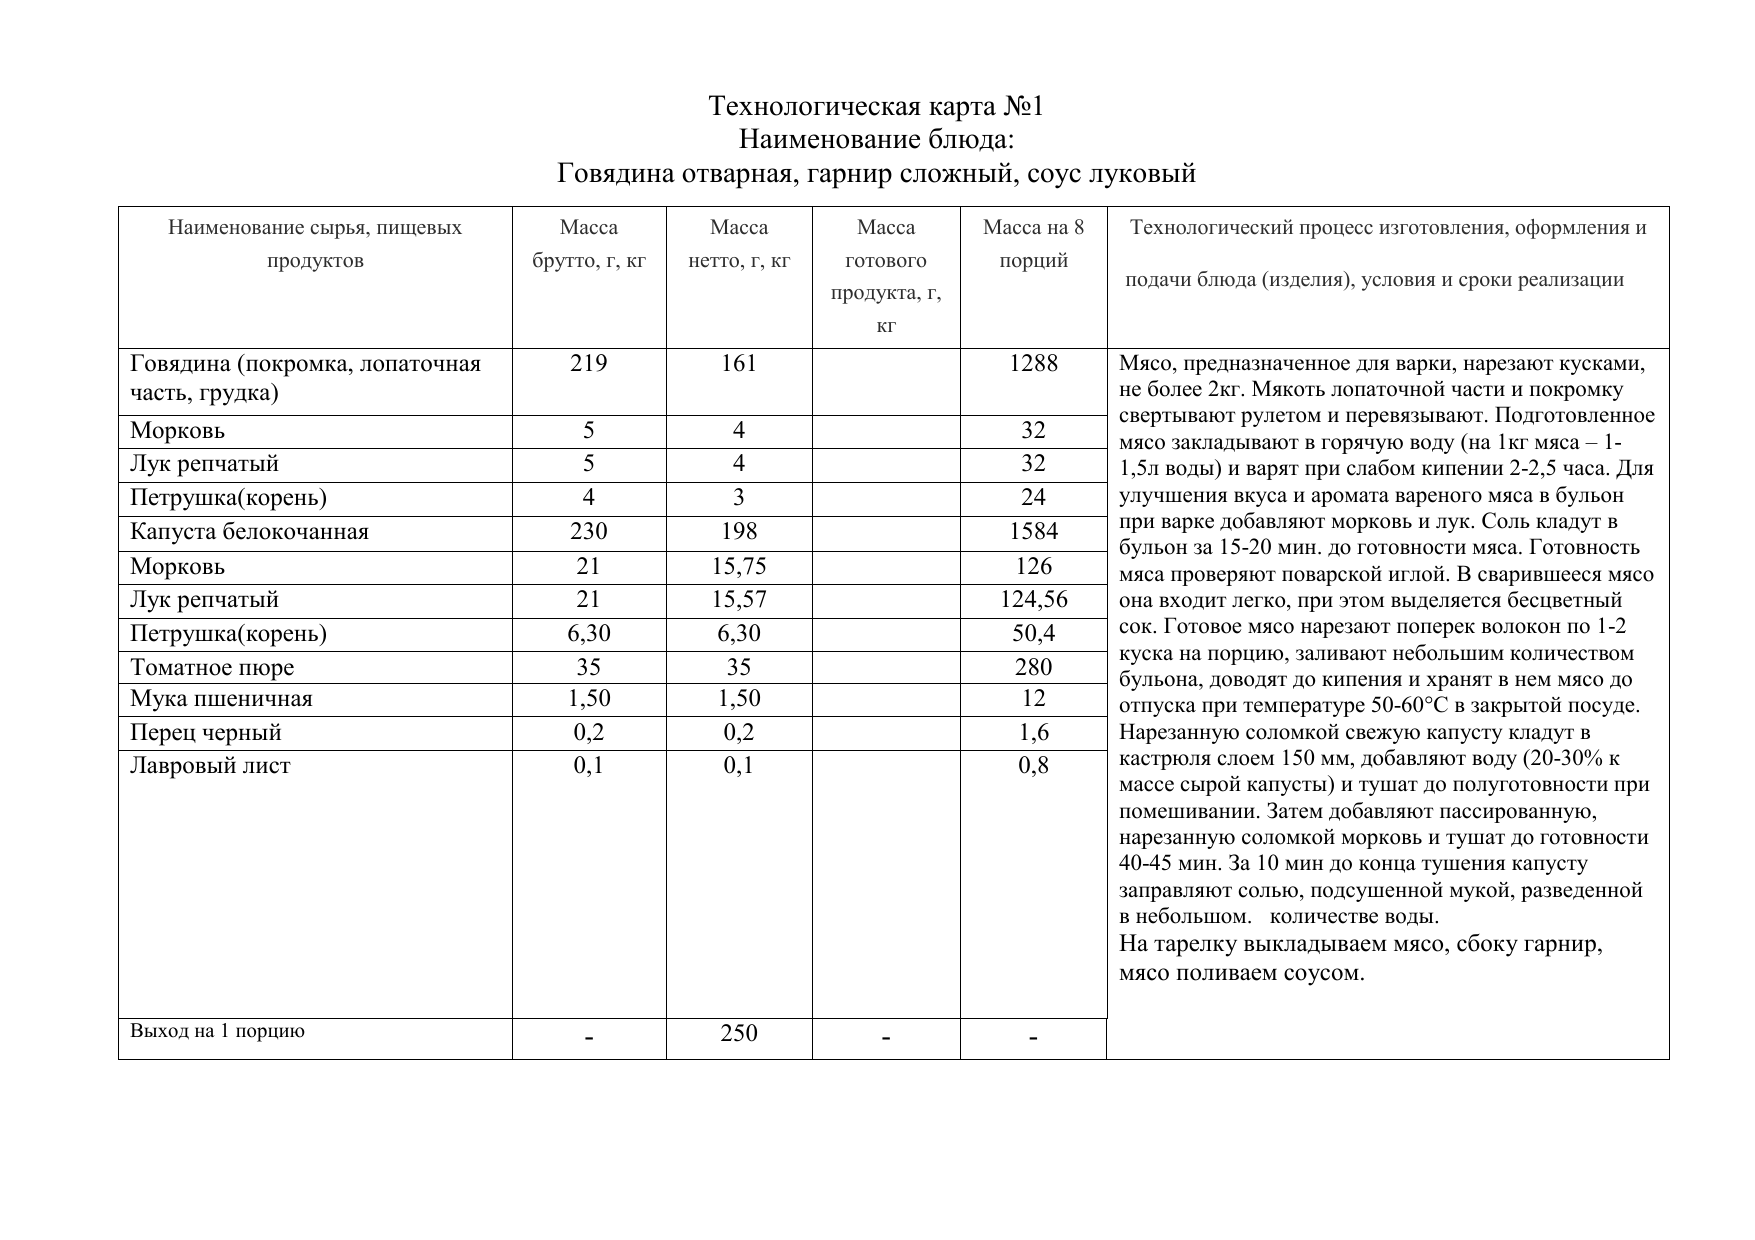 Технологическая карта №1
Наименование блюда:
Говядина отварная, гарнир сложный, соус луковый
Наименование сырья, пищевых
продуктов
Масса
брутто, г, кг
Масса
нетто, г, кг
Масса
готового
продукта, г,
кг
Масса на 8
порций
Технологический процесс изготовления, оформления и
подачи блюда (изделия), условия и сроки реализации
Говядина (покромка, лопаточная
часть, грудка)
219
161
1288
Морковь
5
4
32
Лук репчатый
5
4
32
Петрушка(корень)
4
3
24
Капуста белокочанная
230
198
1584
Морковь
21
15,75
126
Лук репчатый
21
15,57
124,56
Петрушка(корень)
6,30
6,30
50,4
Томатное пюре
35
35
280
Мука пшеничная
1,50
1,50
12
Перец черный
0,2
0,2
1,6
Лавровый лист
0,1
0,1
0,8
Мясо, предназначенное для варки, нарезают кусками,
не более 2кг. Мякоть лопаточной части и покромку
свертывают рулетом и перевязывают. Подготовленное
мясо закладывают в горячую воду (на 1кг мяса – 1-
1,5л воды) и варят при слабом кипении 2-2,5 часа. Для
улучшения вкуса и аромата вареного мяса в бульон
при варке добавляют морковь и лук. Соль кладут в
бульон за 15-20 мин. до готовности мяса. Готовность
мяса проверяют поварской иглой. В сварившееся мясо
она входит легко, при этом выделяется бесцветный
сок. Готовое мясо нарезают поперек волокон по 1-2
куска на порцию, заливают небольшим количеством
бульона, доводят до кипения и хранят в нем мясо до
отпуска при температуре 50-60°С в закрытой посуде.
Нарезанную соломкой свежую капусту кладут в
кастрюля слоем 150 мм, добавляют воду (20-30% к
массе сырой капусты) и тушат до полуготовности при
помешивании. Затем добавляют пассированную,
нарезанную соломкой морковь и тушат до готовности
40-45 мин. За 10 мин до конца тушения капусту
заправляют солью, подсушенной мукой, разведенной
в небольшом. количестве воды.
На тарелку выкладываем мясо, сбоку гарнир,
мясо поливаем соусом.
Выход на 1 порцию
-
250
-
-